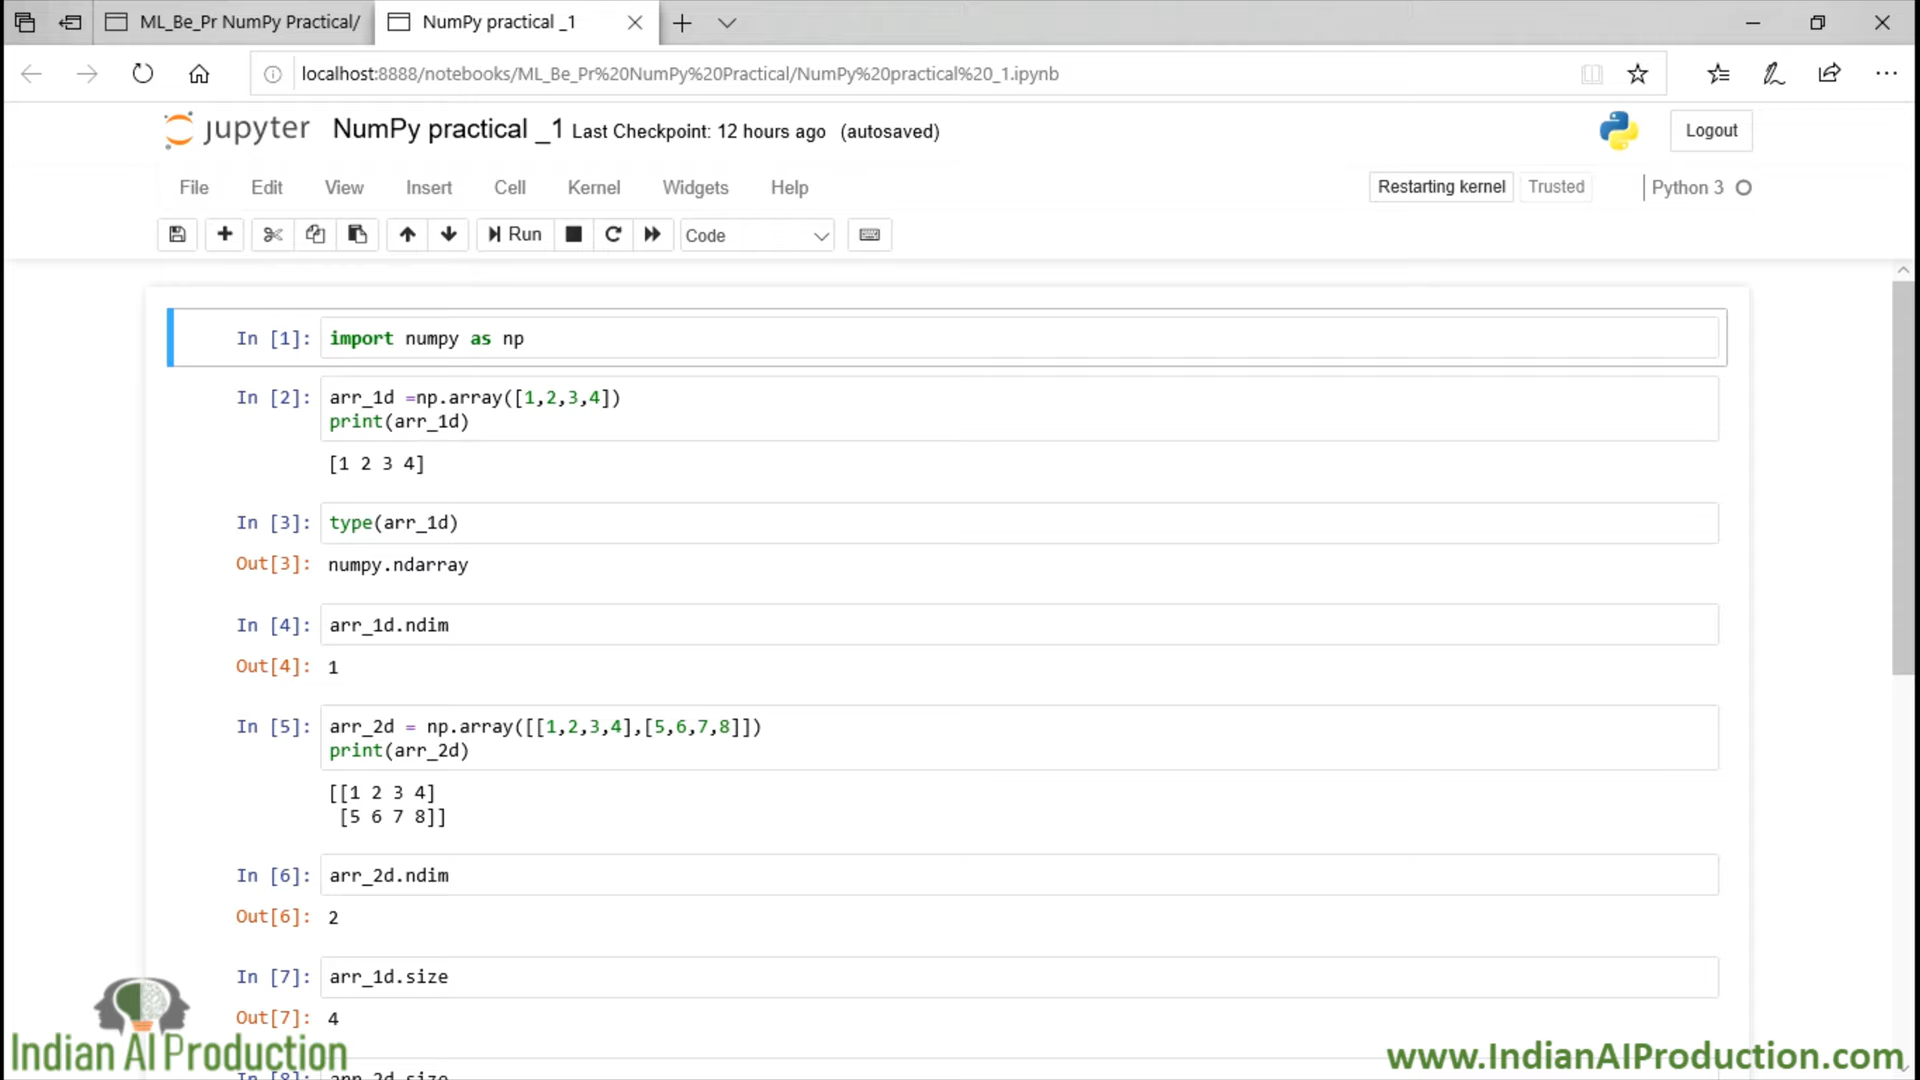 ML_Be_Pr NumPy Practical/
NumPy practical _1
localhost:8888/notebooks/ML_Be_Pr%20NumPy%20Practical/NumPy%20practical%20_1.ipynb
jupyter NumPy practical _1 Last Checkpoint: 12 hours ago (autosaved)
Logout
File Edit View Insert Cell Kernel Widgets Help
Restarting kernel Trusted Python 3
Run Code
In [1]: import numpy as np
In [2]: arr_1d =np.array([1,2,3,4])
print(arr_1d)
[1 2 3 4]
In [3]: type(arr_1d)
Out[3]: numpy.ndarray
In [4]: arr_1d.ndim
Out[4]: 1
In [5]: arr_2d = np.array([[1,2,3,4],[5,6,7,8]])
print(arr_2d)
[[1 2 3 4]
 [5 6 7 8]]
In [6]: arr_2d.ndim
Out[6]: 2
In [7]: arr_1d.size
Out[7]: 4
In [8]: arr_2d.size
Indian AI Production
www.IndianAIProduction.com